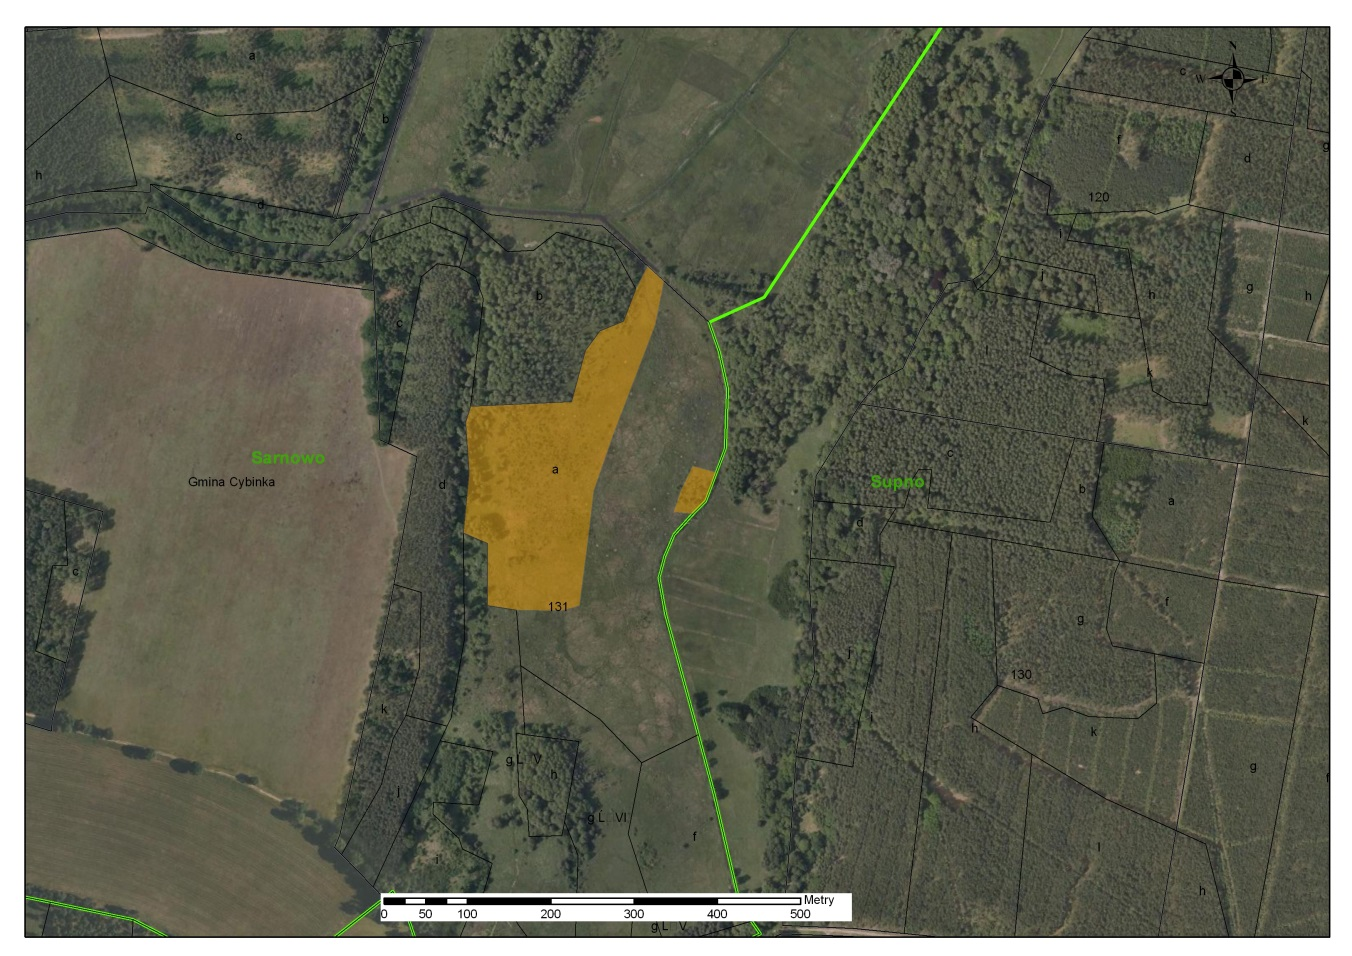 a
N
c
W
E
S
b
f
g
c
d
h
120
d
i
j
h
g
h
b
c
l
k
k
Sarnowo
Gmina Cybinka
a
c
d
Supno
b
a
d
c
f
131
g
j
130
k
i
h
k
g L V
h
g
f
l
g L VI
f
l
i
h
Metry
0 50 100 200 300 400 500
g L V